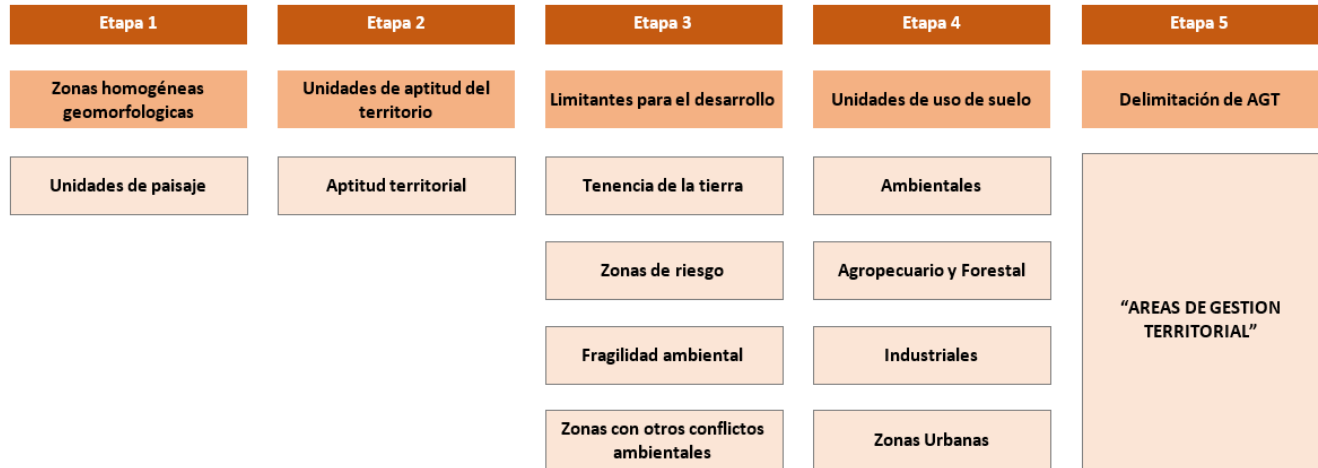 Etapa 1
Etapa 2
Etapa 3
Etapa 4
Etapa 5
Zonas homogéneas
geomorfologicas
Unidades de aptitud del
territorio
Limitantes para el desarrollo
Unidades de uso de suelo
Delimitación de AGT
Unidades de paisaje
Aptitud territorial
Tenencia de la tierra
Ambientales
Zonas de riesgo
Agropecuario y Forestal
“AREAS DE GESTION
TERRITORIAL”
Fragilidad ambiental
Industriales
Zonas con otros conflictos
ambientales
Zonas Urbanas